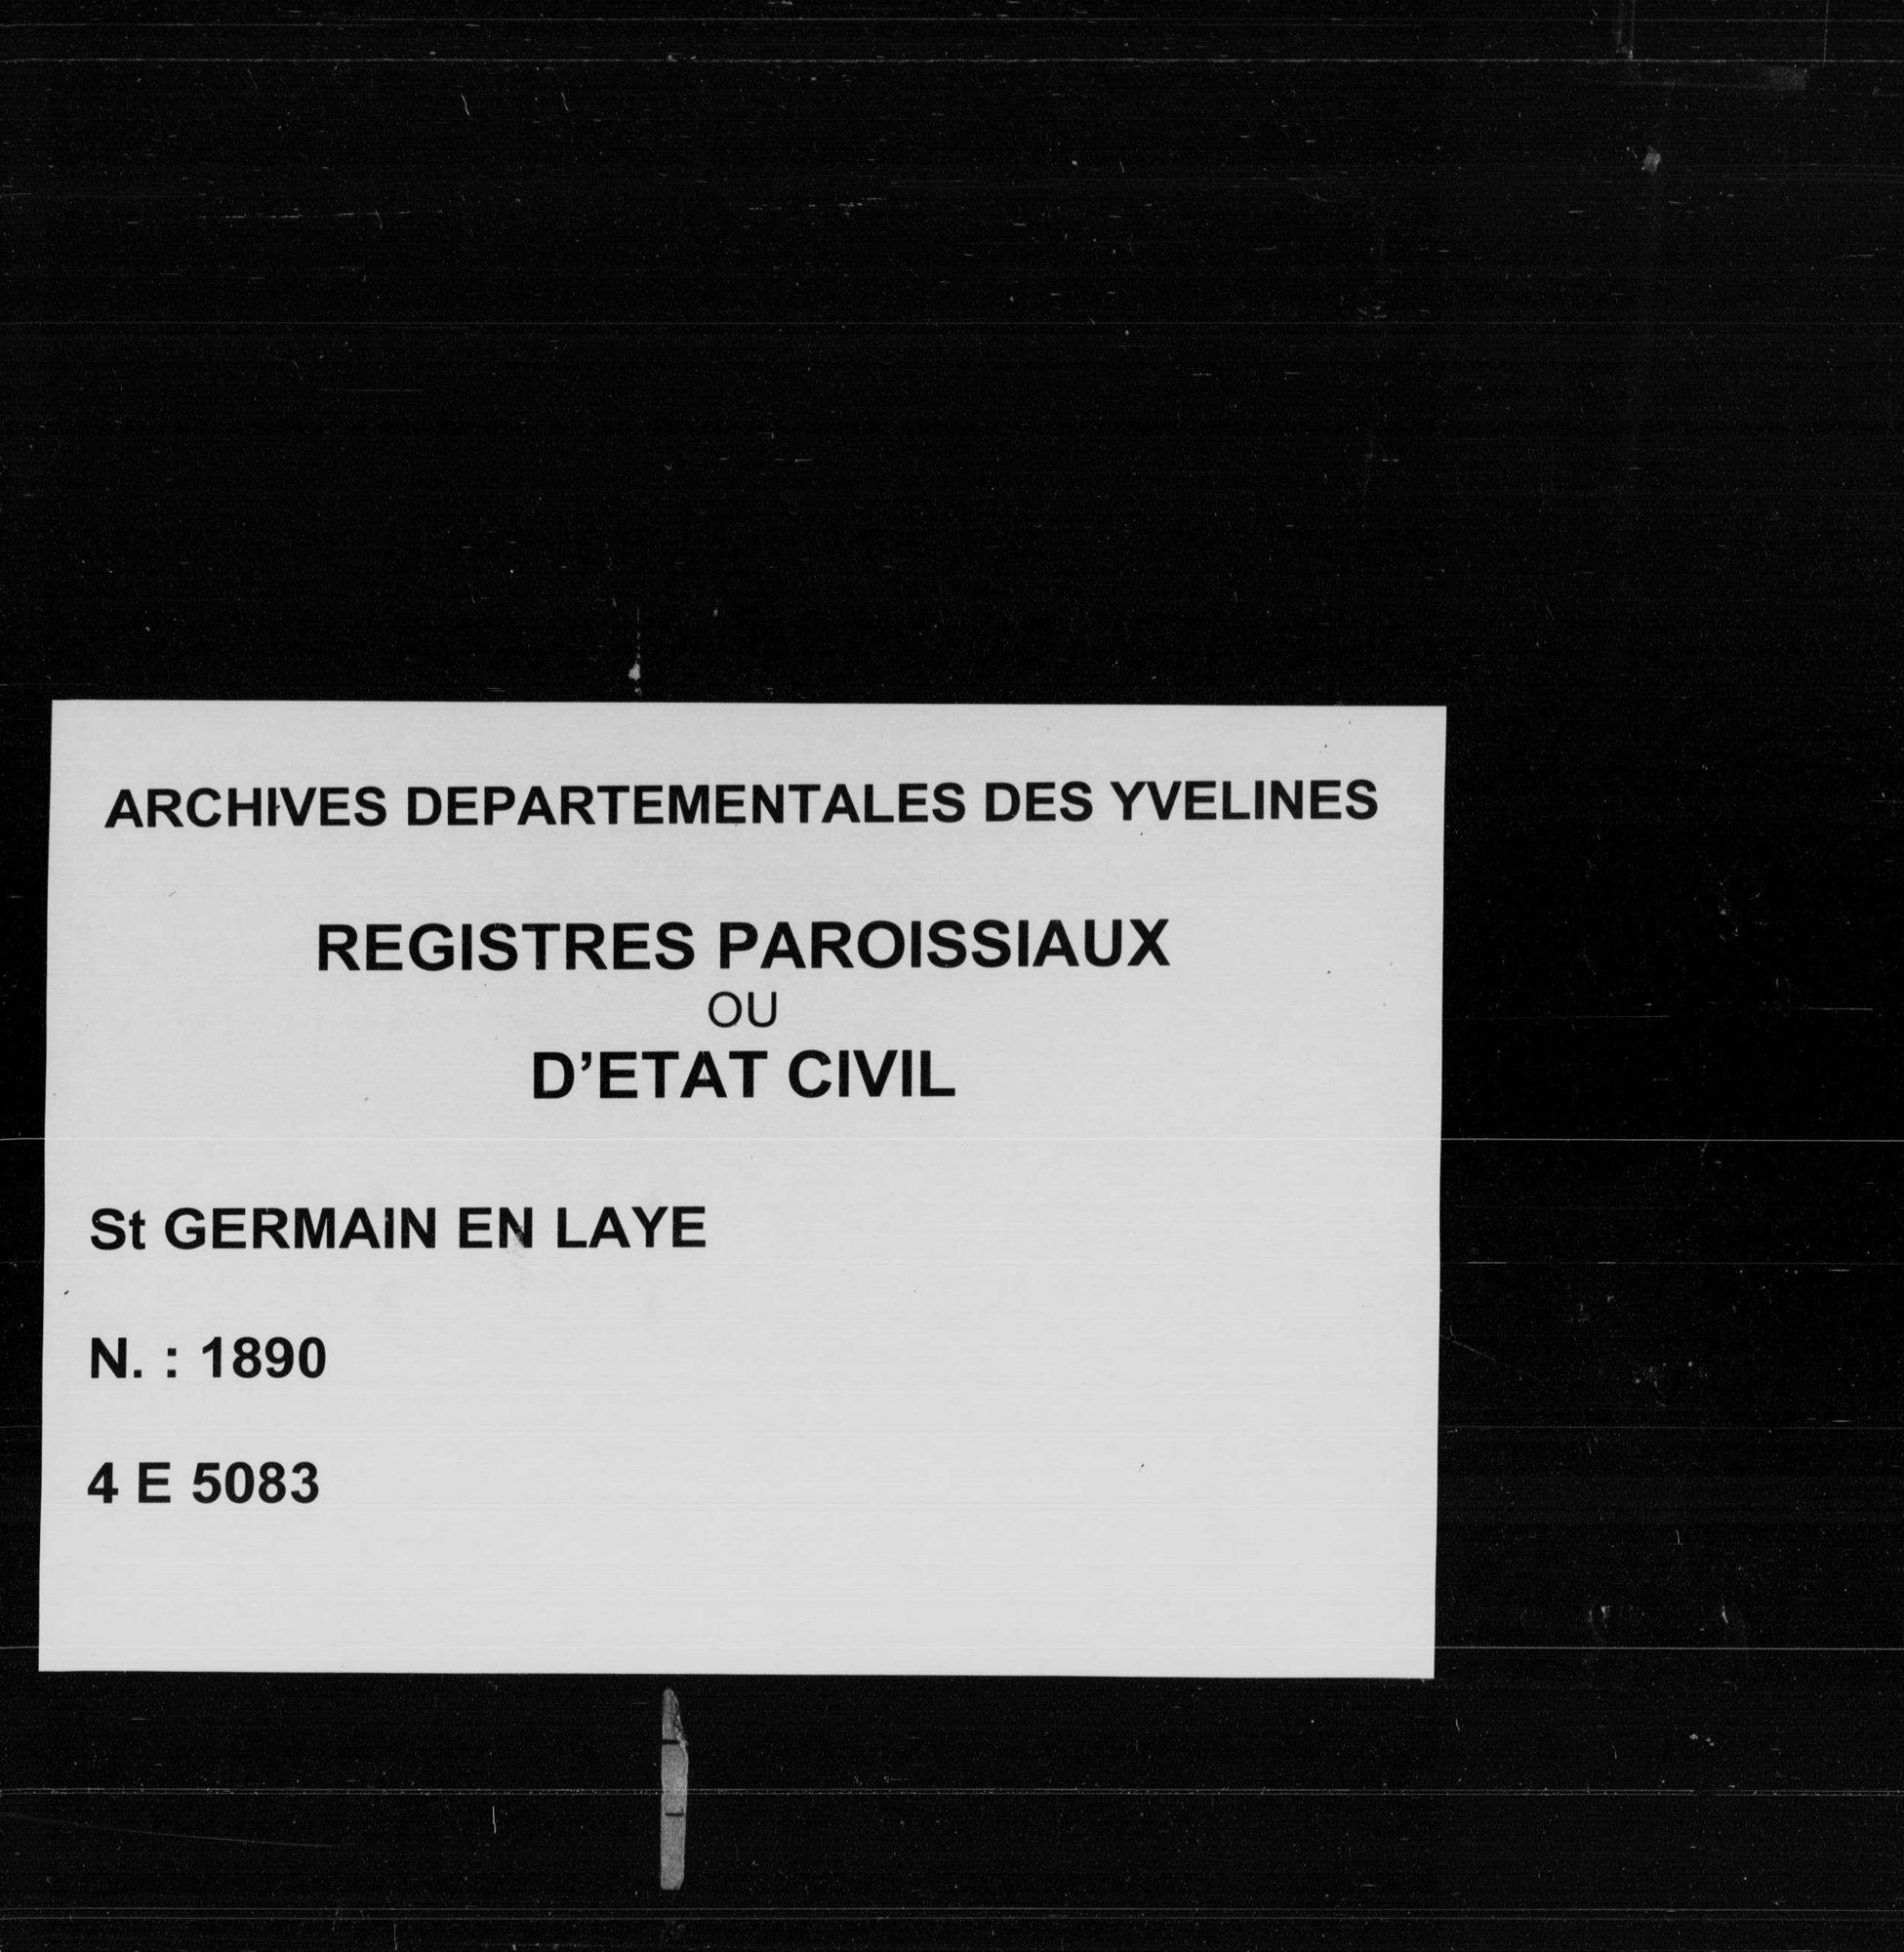 ARCHIVES DEPARTEMENTALES DES YVELINES
REGISTRES PAROISSIAUX
OU
D’ETAT CIVIL
St GERMAIN EN LAYE
N. : 1890
4 E 5083